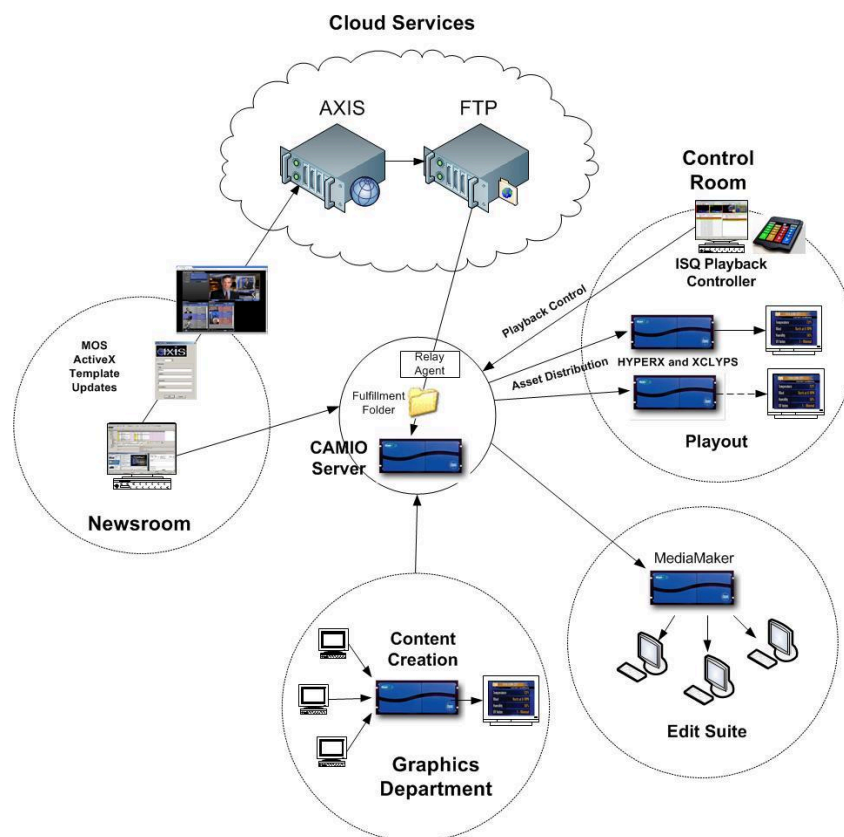 Cloud Services
AXIS
FTP
Control
Room
ISQ Playback
Controller
Playback Control
MOS
ActiveX
Template
Updates
AXIS
Relay
Agent
Asset Distribution
HYPERX and XCLYPS
Fulfillment
Folder
CAMIO
Server
Playout
Newsroom
MediaMaker
Content
Creation
Edit Suite
Graphics
Department